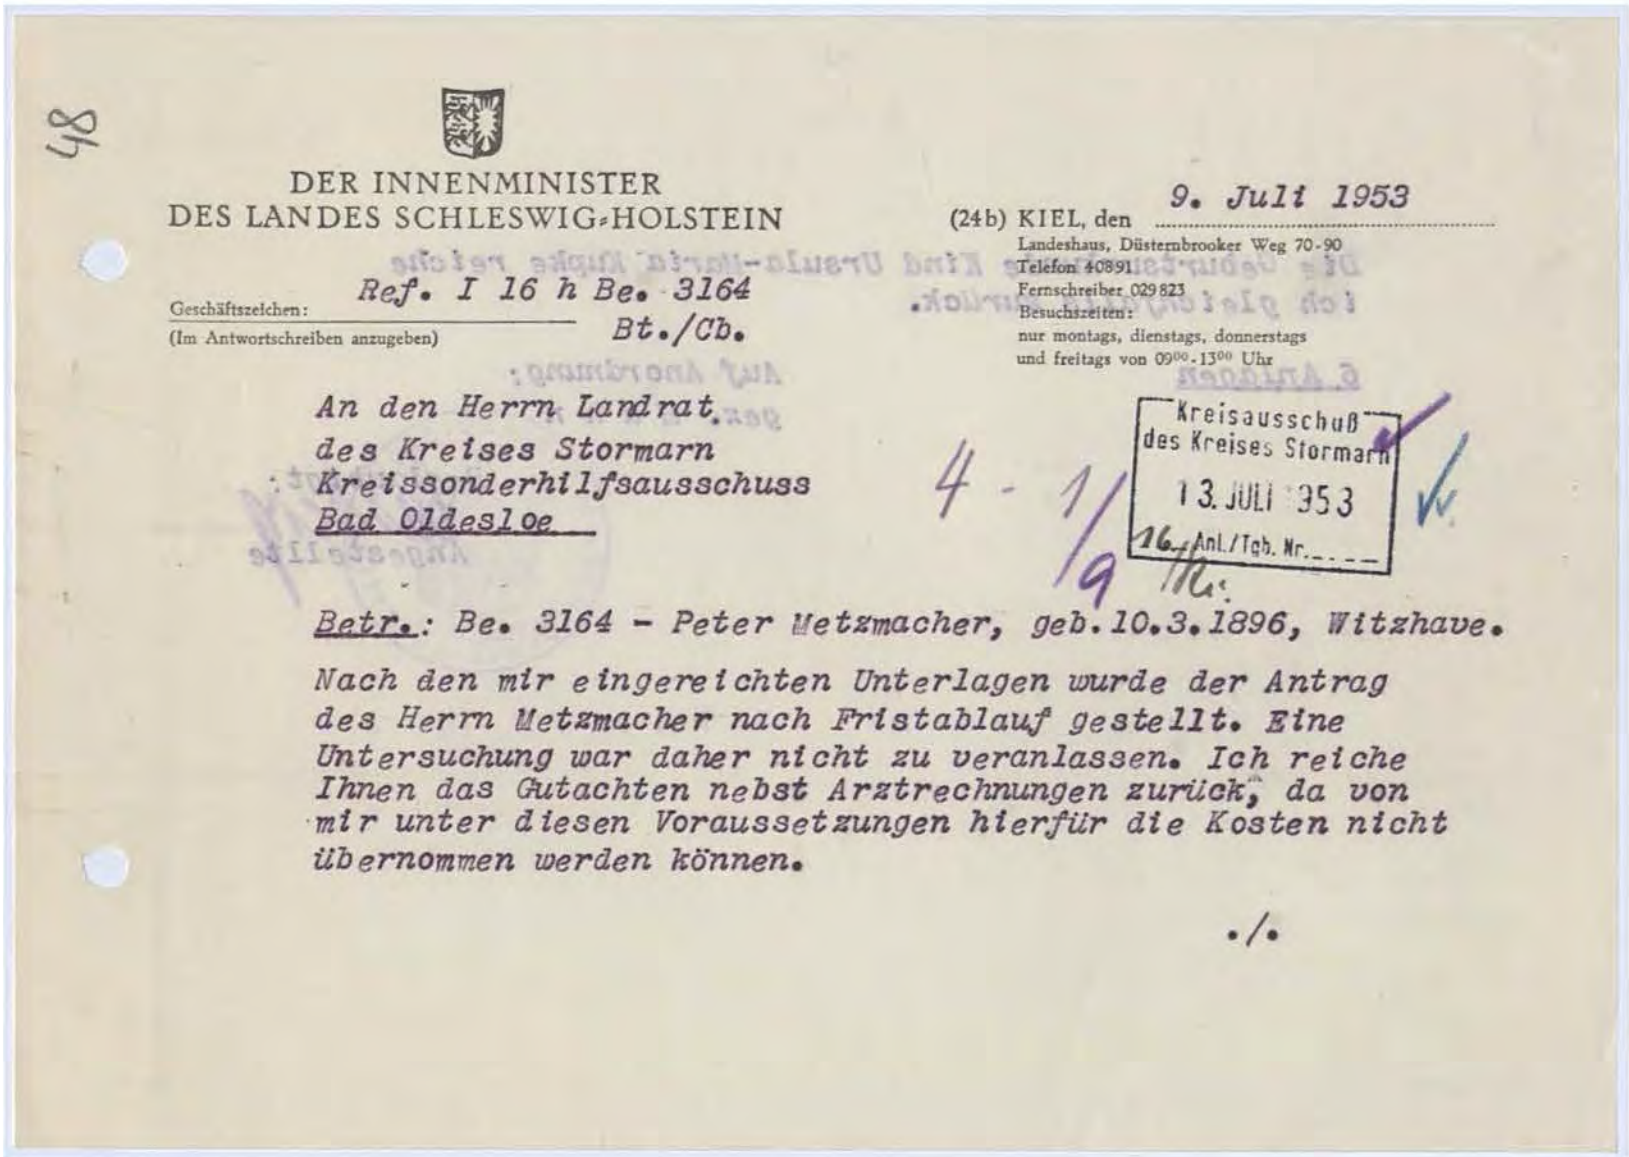 48
DER INNENMINISTER
DES LANDES SCHLESWIG-HOLSTEIN
(24b) KIEL, den 9. Juli 1953
Landeshaus, Düsternbrooker Weg 70-90
Telefon 40891
Fernschreiber 029823
Besuchszeiten:
nur montags, dienstags, donnerstags
und freitags von 09⁰⁰-13⁰⁰ Uhr
Geschäftszeichen: Ref. I 16 h Be. 3164
(Im Antwortschreiben anzugeben) Bt./Cb.
An den Herrn Landrat
des Kreises Stormarn
Kreissonderhilfsausschuss
Bad Oldesloe
Kreisausschuß
des Kreises Stormarn
13. JULI 1953
16 Anl./Tgb. Nr.
4 - 1/9
Betr.: Be. 3164 - Peter Metzmacher, geb.10.3.1896, Witzhave.
Nach den mir eingereichten Unterlagen wurde der Antrag
des Herrn Metzmacher nach Fristablauf gestellt. Eine
Untersuchung war daher nicht zu veranlassen. Ich reiche
Ihnen das Gutachten nebst Arztrechnungen zurück, da von
mir unter diesen Voraussetzungen hierfür die Kosten nicht
übernommen werden können.
./.